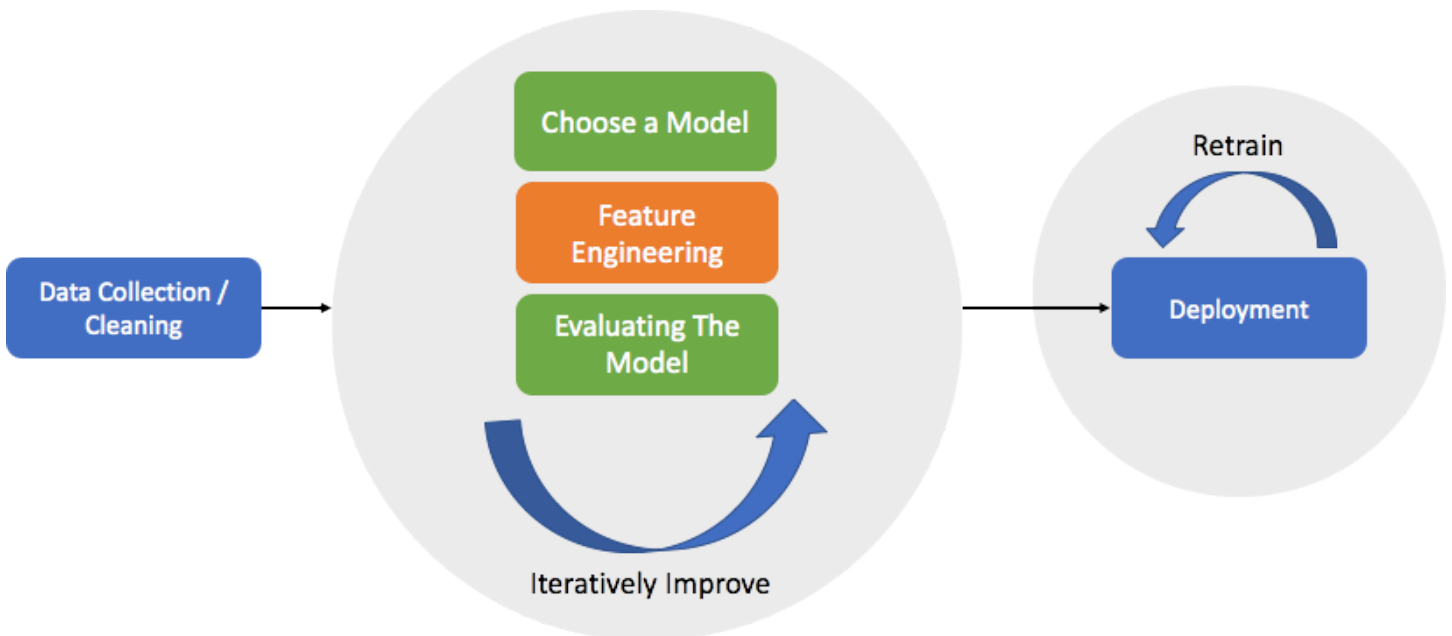 Data Collection /
Cleaning
Choose a Model
Feature
Engineering
Evaluating The
Model
Iteratively Improve
Retrain
Deployment